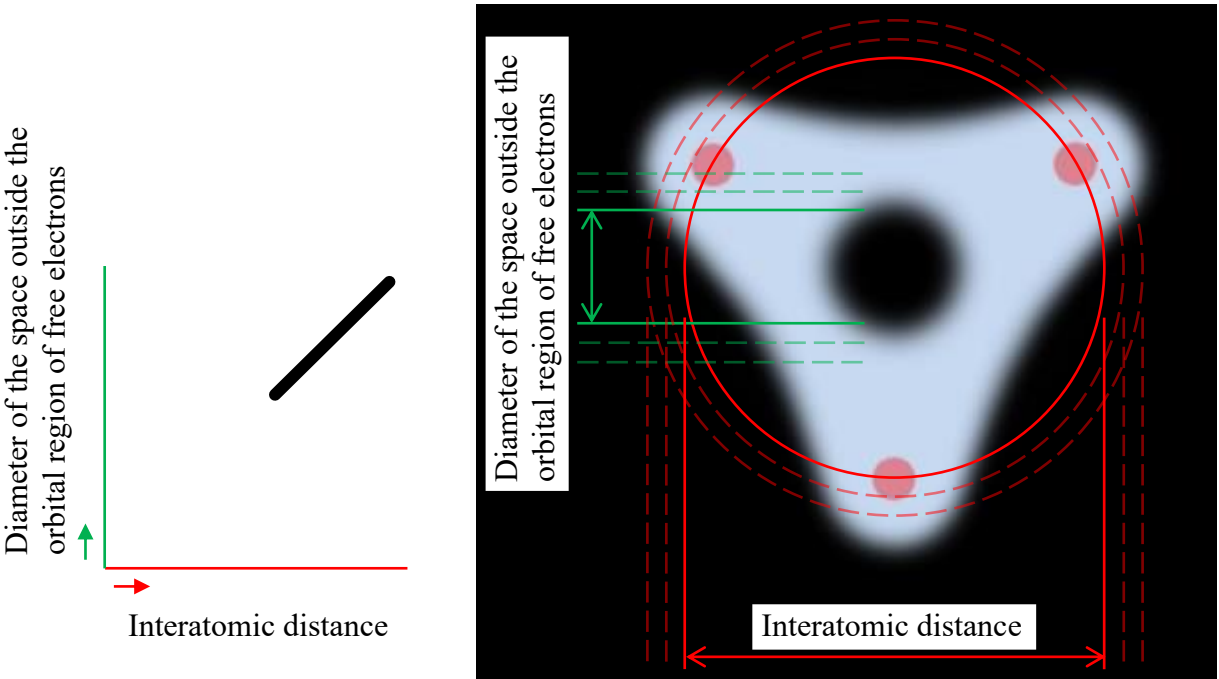 Diameter of the space outside the
orbital region of free electrons
Interatomic distance
Diameter of the space outside the
orbital region of free electrons
Interatomic distance